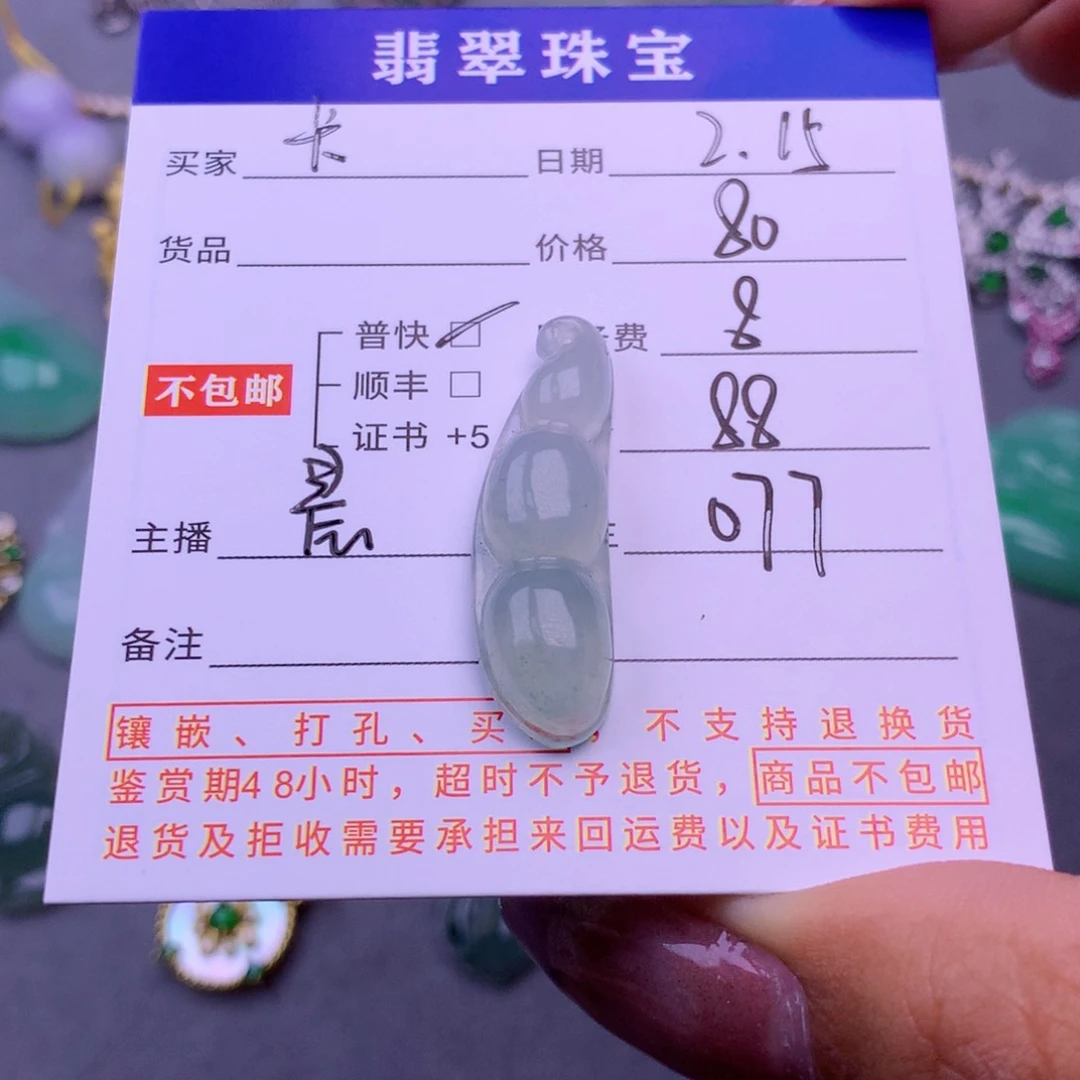 翡翠珠宝
买家 卡 日期 2.15
货品 价格 80
普快 费 8
不包邮 顺丰
证书 +5 88
主播 晨 077
备注
镶嵌、打孔、买 , 不支持退换货
鉴赏期48小时，超时不予退货，商品不包邮
退货及拒收需要承担来回运费以及证书费用